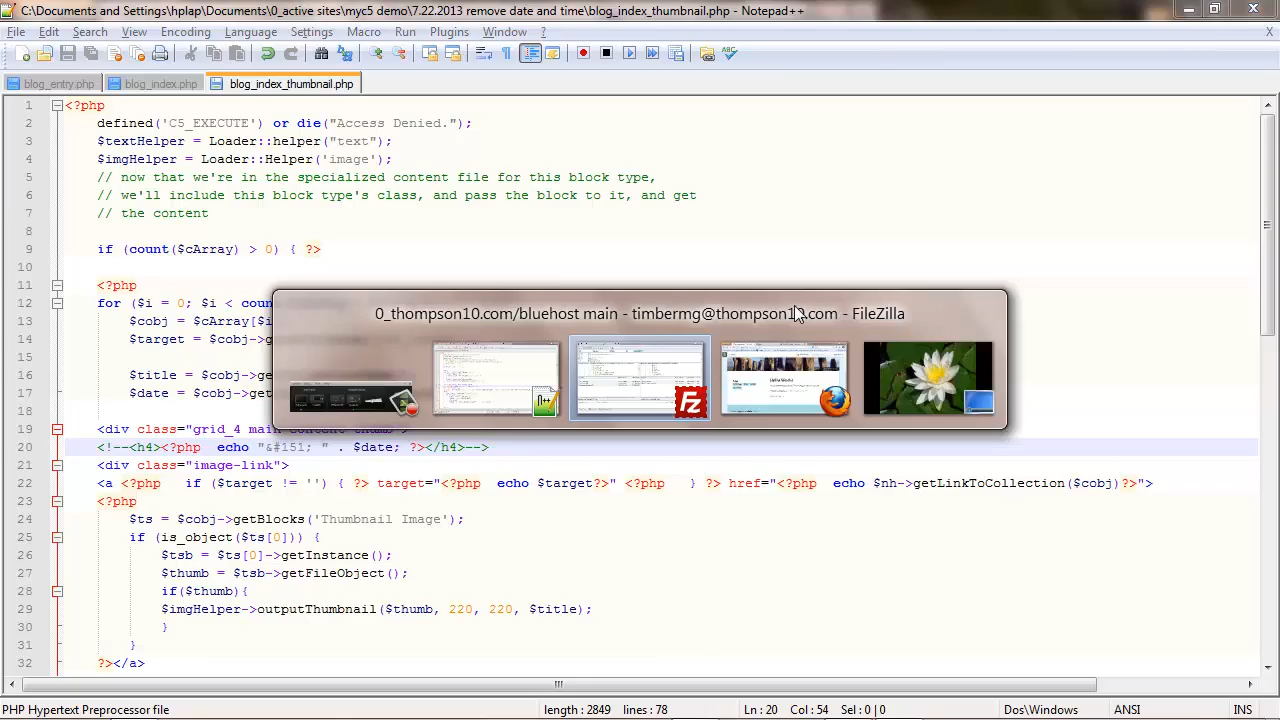 C:\Documents and Settings\hplap\Documents\0_active sites\myc5 demo\7.22.2013 remove date and time\blog_index_thumbnail.php - Notepad++
File Edit Search View Encoding Language Settings Macro Run Plugins Window ? X
blog_entry.php blog_index.php blog_index_thumbnail.php
1 <?php
2 defined('C5_EXECUTE') or die("Access Denied.");
3 $textHelper = Loader::helper("text");
4 $imgHelper = Loader::Helper('image');
5 // now that we're in the specialized content file for this block type,
6 // we'll include this block type's class, and pass the block to it, and get
7 // the content
8
9 if (count($cArray) > 0) { ?>
10
11 <?php
12 for ($i = 0; $i < coun
13 $cobj = $cArray[$i
14 $target = $cobj->g
15
16 $title = $cobj->ge
17 $date = $cobj->get
18
0_thompson10.com/bluehost main - timbermg@thompson10.com - FileZilla
19 <div class="grid_4 main-content-thumb">
20 <!--<h4><?php echo "&#151; " . $date; ?></h4>-->
21 <div class="image-link">
22 <a <?php if ($target != '') { ?> target="<?php echo $target?>" <?php } ?> href="<?php echo $nh->getLinkToCollection($cobj)?>">
23 <?php
24 $ts = $cobj->getBlocks('Thumbnail Image');
25 if (is_object($ts[0])) {
26 $tsb = $ts[0]->getInstance();
27 $thumb = $tsb->getFileObject();
28 if($thumb){
29 $imgHelper->outputThumbnail($thumb, 220, 220, $title);
30 }
31 }
32 ?></a>
PHP Hypertext Preprocessor file length : 2849 lines : 78 Ln : 20 Col : 54 Sel : 0 | 0 Dos\Windows ANSI INS